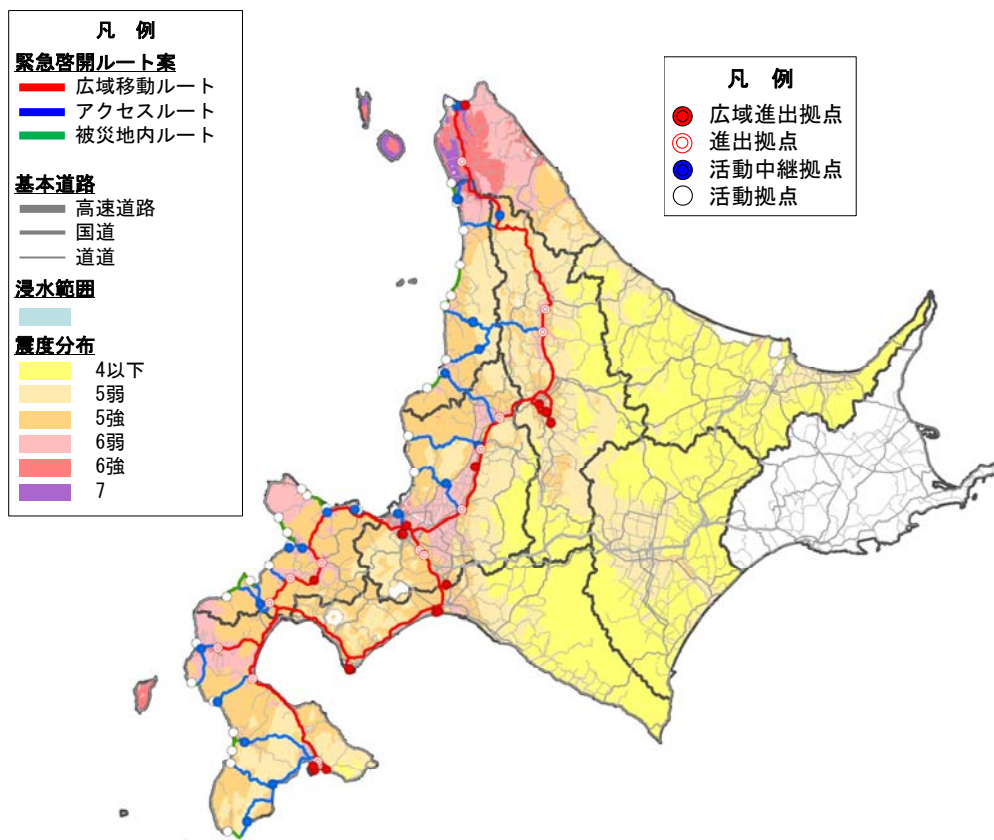 凡 例
緊急啓開ルート案
広域移動ルート
アクセスルート
被災地内ルート
基本道路
高速道路
国道
道道
浸水範囲
震度分布
4以下
5弱
5強
6弱
6強
7
凡 例
広域進出拠点
進出拠点
活動中継拠点
活動拠点